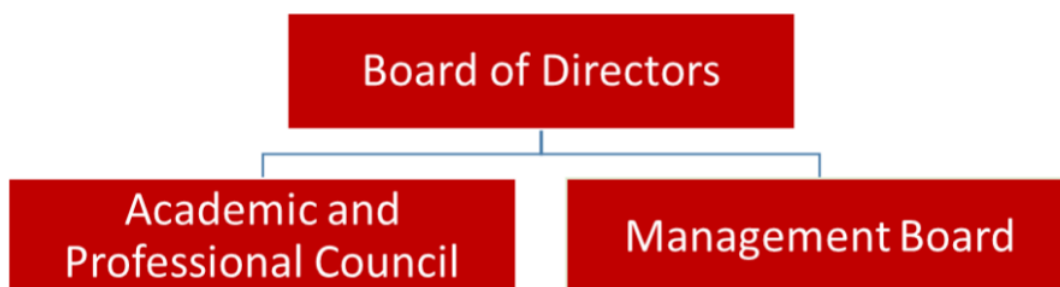 Board of Directors
Academic and
Professional Council
Management Board